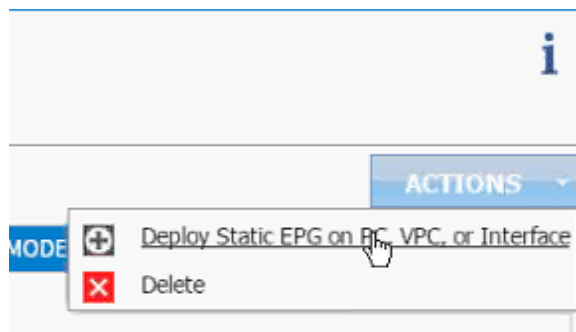 i
ACTIONS
MODE
Deploy Static EPG on PC, VPC, or Interface
Delete